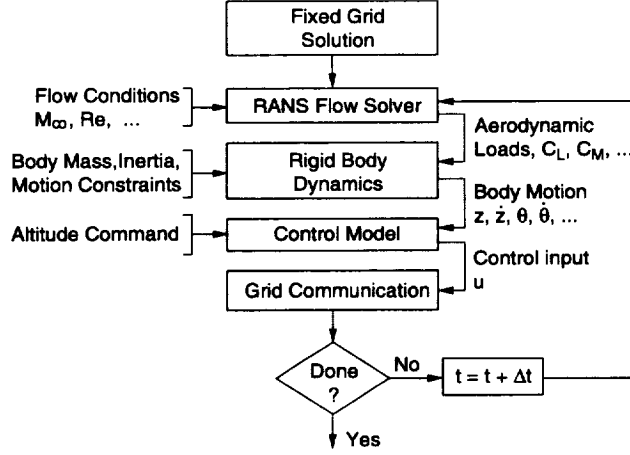 Fixed Grid
Solution
Flow Conditions
M∞, Re, ...
RANS Flow Solver
Aerodynamic
Loads, CL, CM, ...
Body Mass,Inertia,
Motion Constraints
Rigid Body
Dynamics
Body Motion
z, ż, θ, θ̇, ...
Altitude Command
Control Model
Control input
u
Grid Communication
Done
?
No
t = t + Δt
Yes